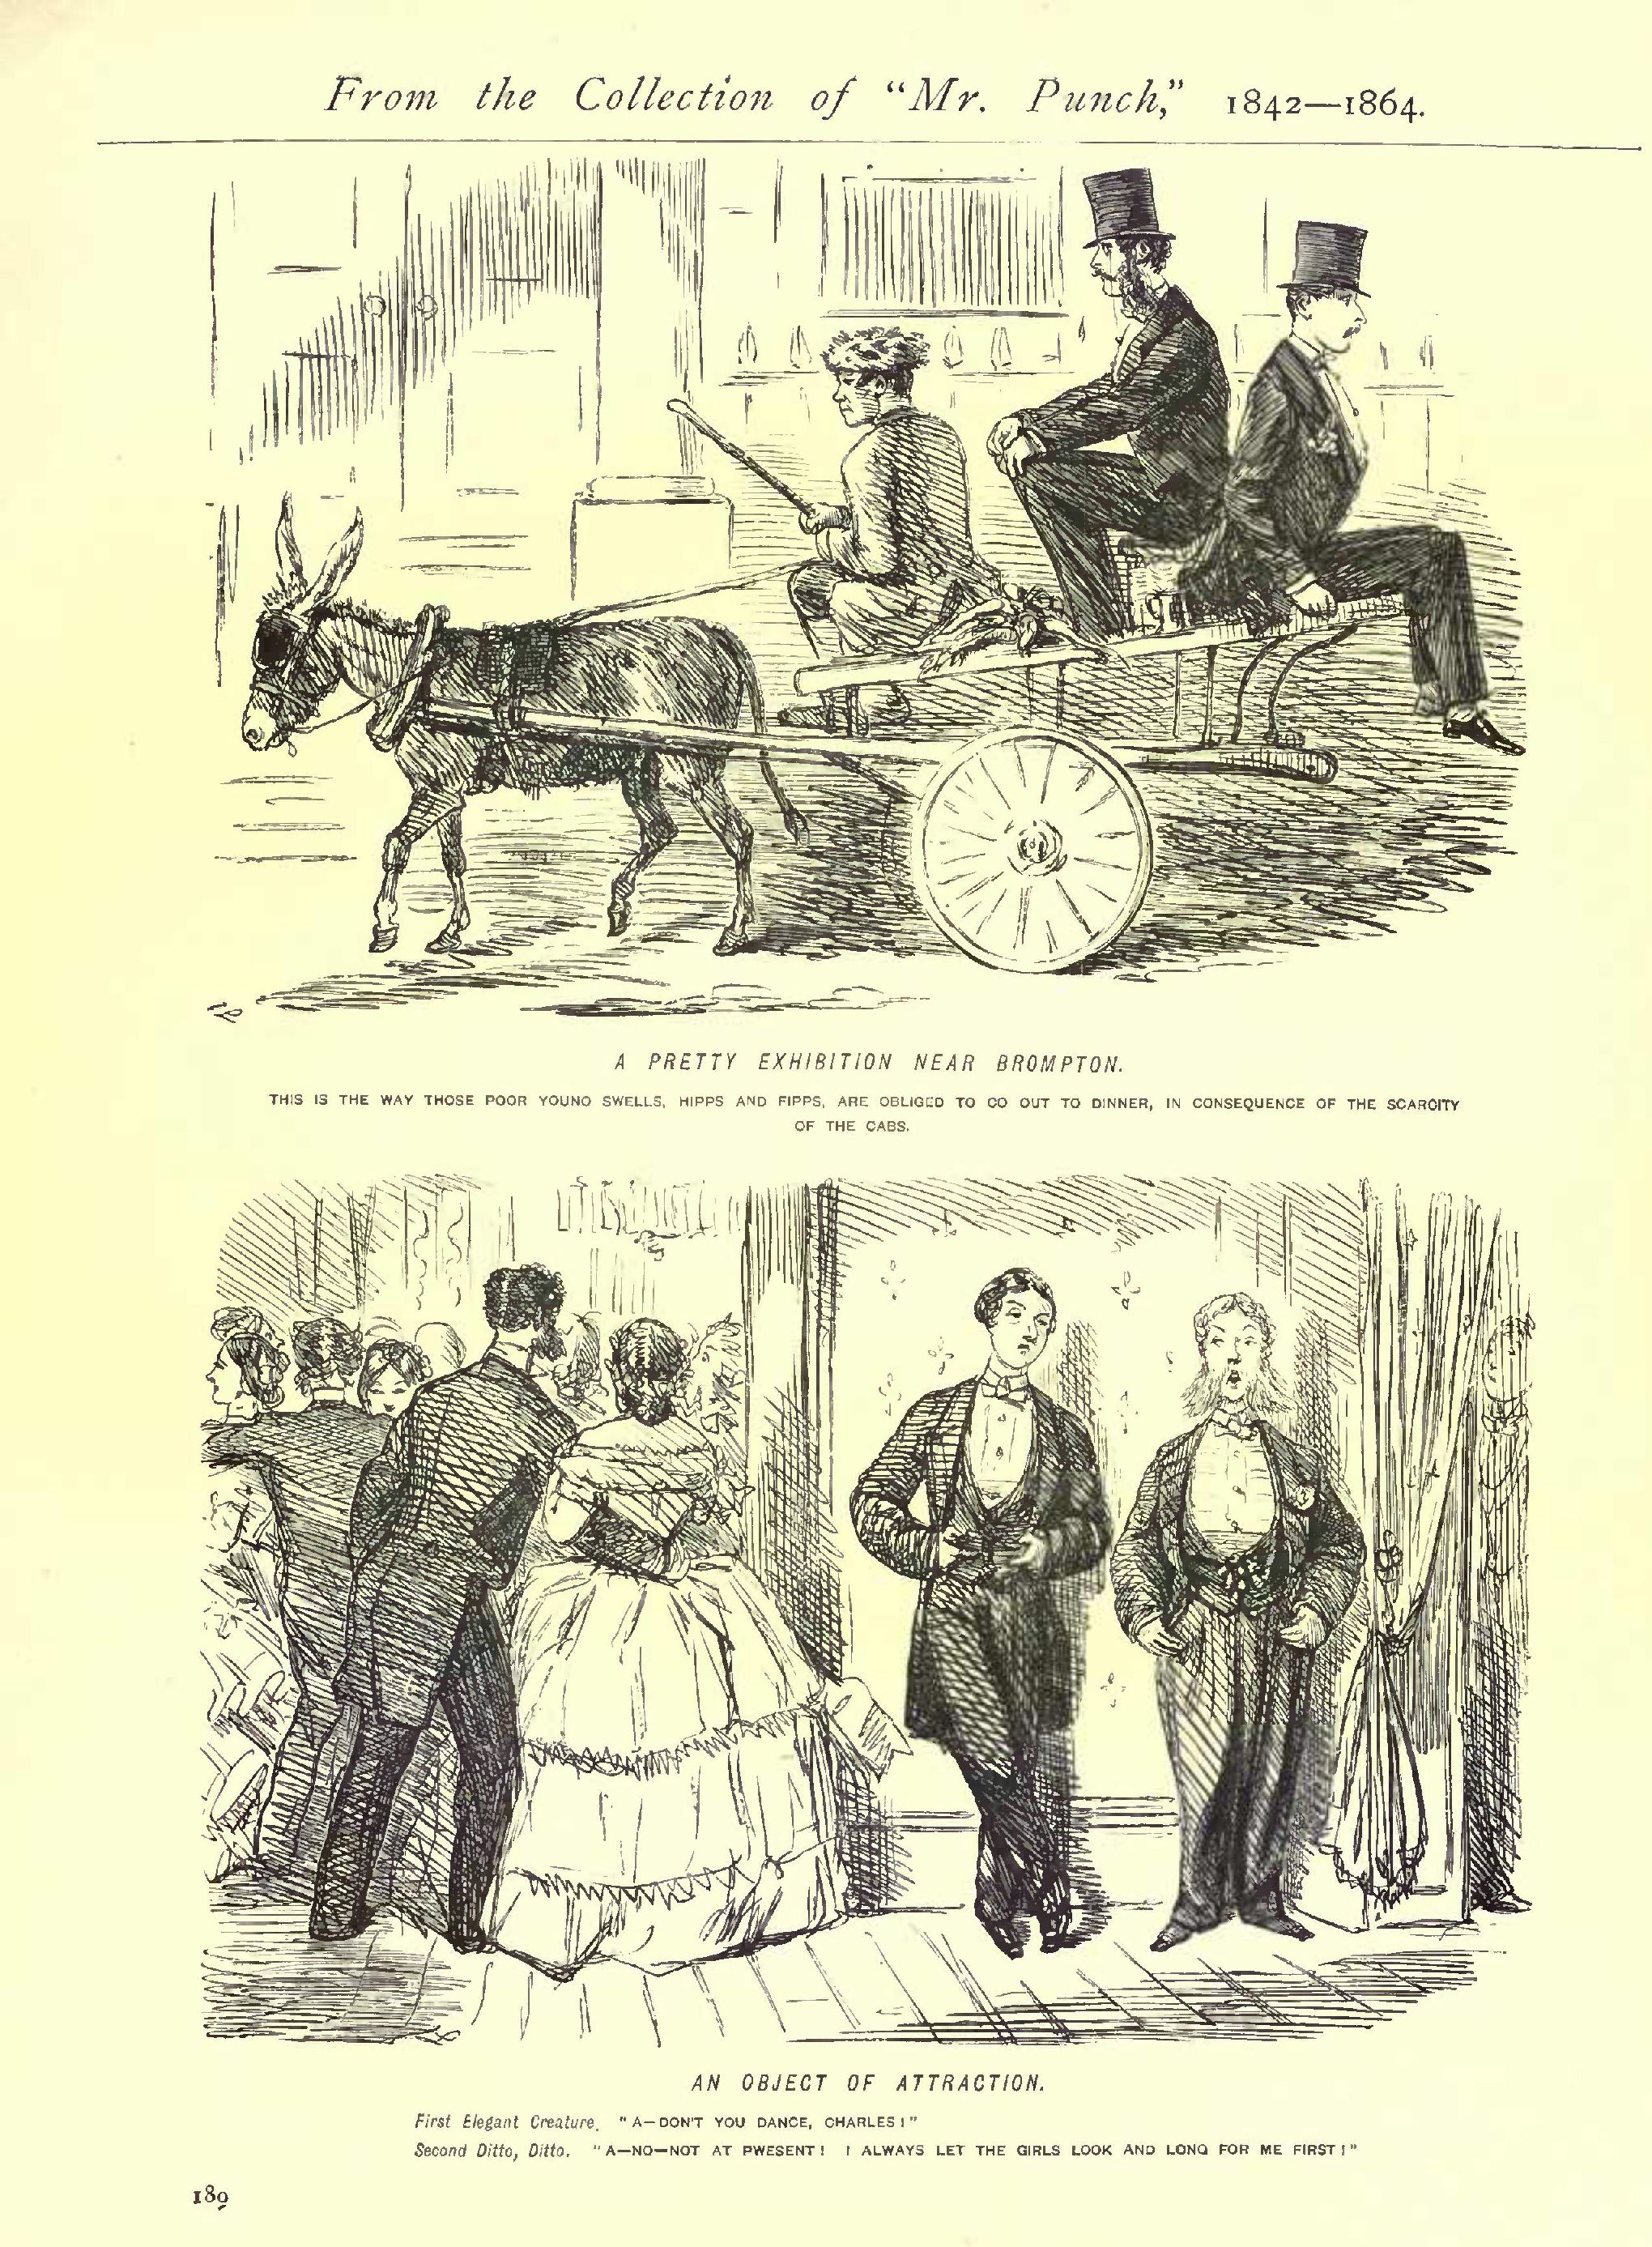 From the Collection of "Mr. Punch," 1842—1864.
A PRETTY EXHIBITION NEAR BROMPTON.
THIS IS THE WAY THOSE POOR YOUNG SWELLS, HIPPS AND FIPPS, ARE OBLIGED TO GO OUT TO DINNER, IN CONSEQUENCE OF THE SCARCITY
OF THE CABS.
AN OBJECT OF ATTRACTION.
First Elegant Creature. "A—DON'T YOU DANCE, CHARLES!"
Second Ditto, Ditto. "A—NO—NOT AT PWESENT! I ALWAYS LET THE GIRLS LOOK AND LONG FOR ME FIRST!"
189